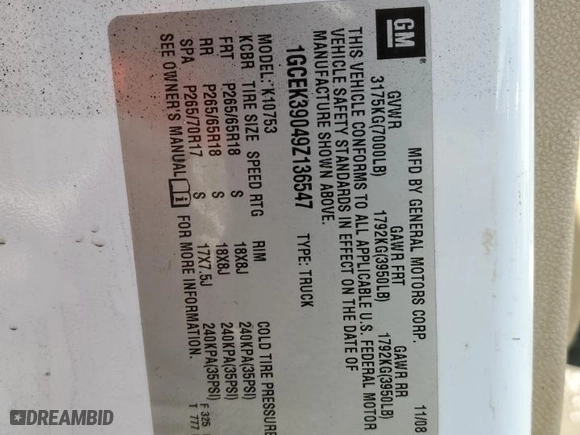 GM
MFD BY GENERAL MOTORS CORP. 11/08
GVWR GAWR FRT GAWR RR
3175KG(7000LB) 1792KG(3950LB) 1792KG(3950LB)
THIS VEHICLE CONFORMS TO ALL APPLICABLE U.S. FEDERAL MOTOR
VEHICLE SAFETY STANDARDS IN EFFECT ON THE DATE OF
MANUFACTURE SHOWN ABOVE.
1GCEK39049Z136547 TYPE: TRUCK
MODEL: *K10753
KCBR TIRE SIZE SPEED RTG RIM COLD TIRE PRESSURE
FRT P265/65R18 S 18X8J 240KPA(35PSI)
RR P265/65R18 S 18X8J 240KPA(35PSI)
SPA P265/70R17 S 17X7.5J 240KPA(35PSI)
SEE OWNER'S MANUAL i FOR MORE INFORMATION.
F 325
T 777
DREAMBID